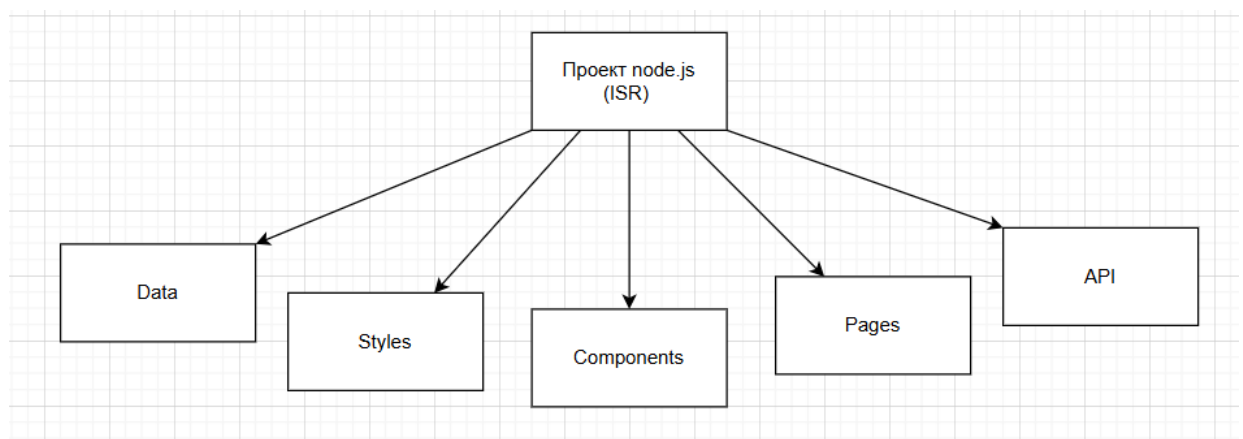 Проект node.js
(ISR)
Data
Styles
Components
Pages
API